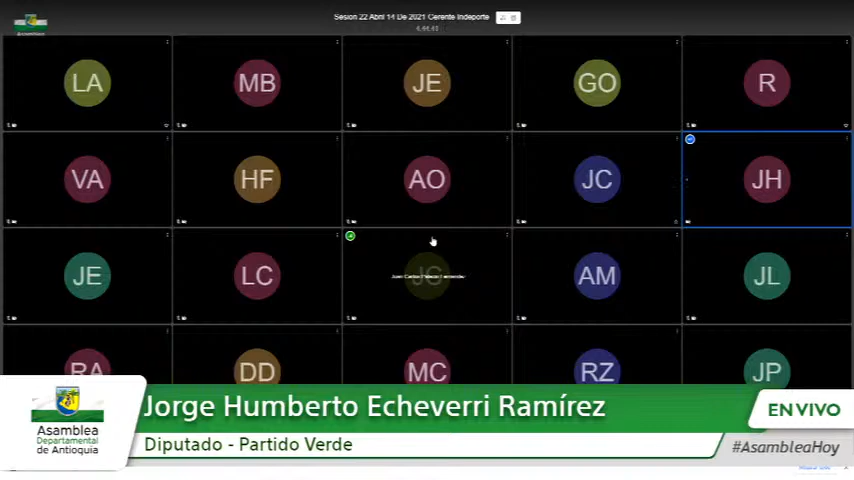 Sesion 22 Abril 14 De 2021 Gerente Indeporte
LA
MB
JE
GO
R
VA
HF
AO
JC
JH
JE
LC
JC
AM
JL
RA
DD
MC
RZ
JP
Jorge Humberto Echeverri Ramírez
EN VIVO
Asamblea
Departamental
de Antioquia
Diputado - Partido Verde
#AsambleaHoy